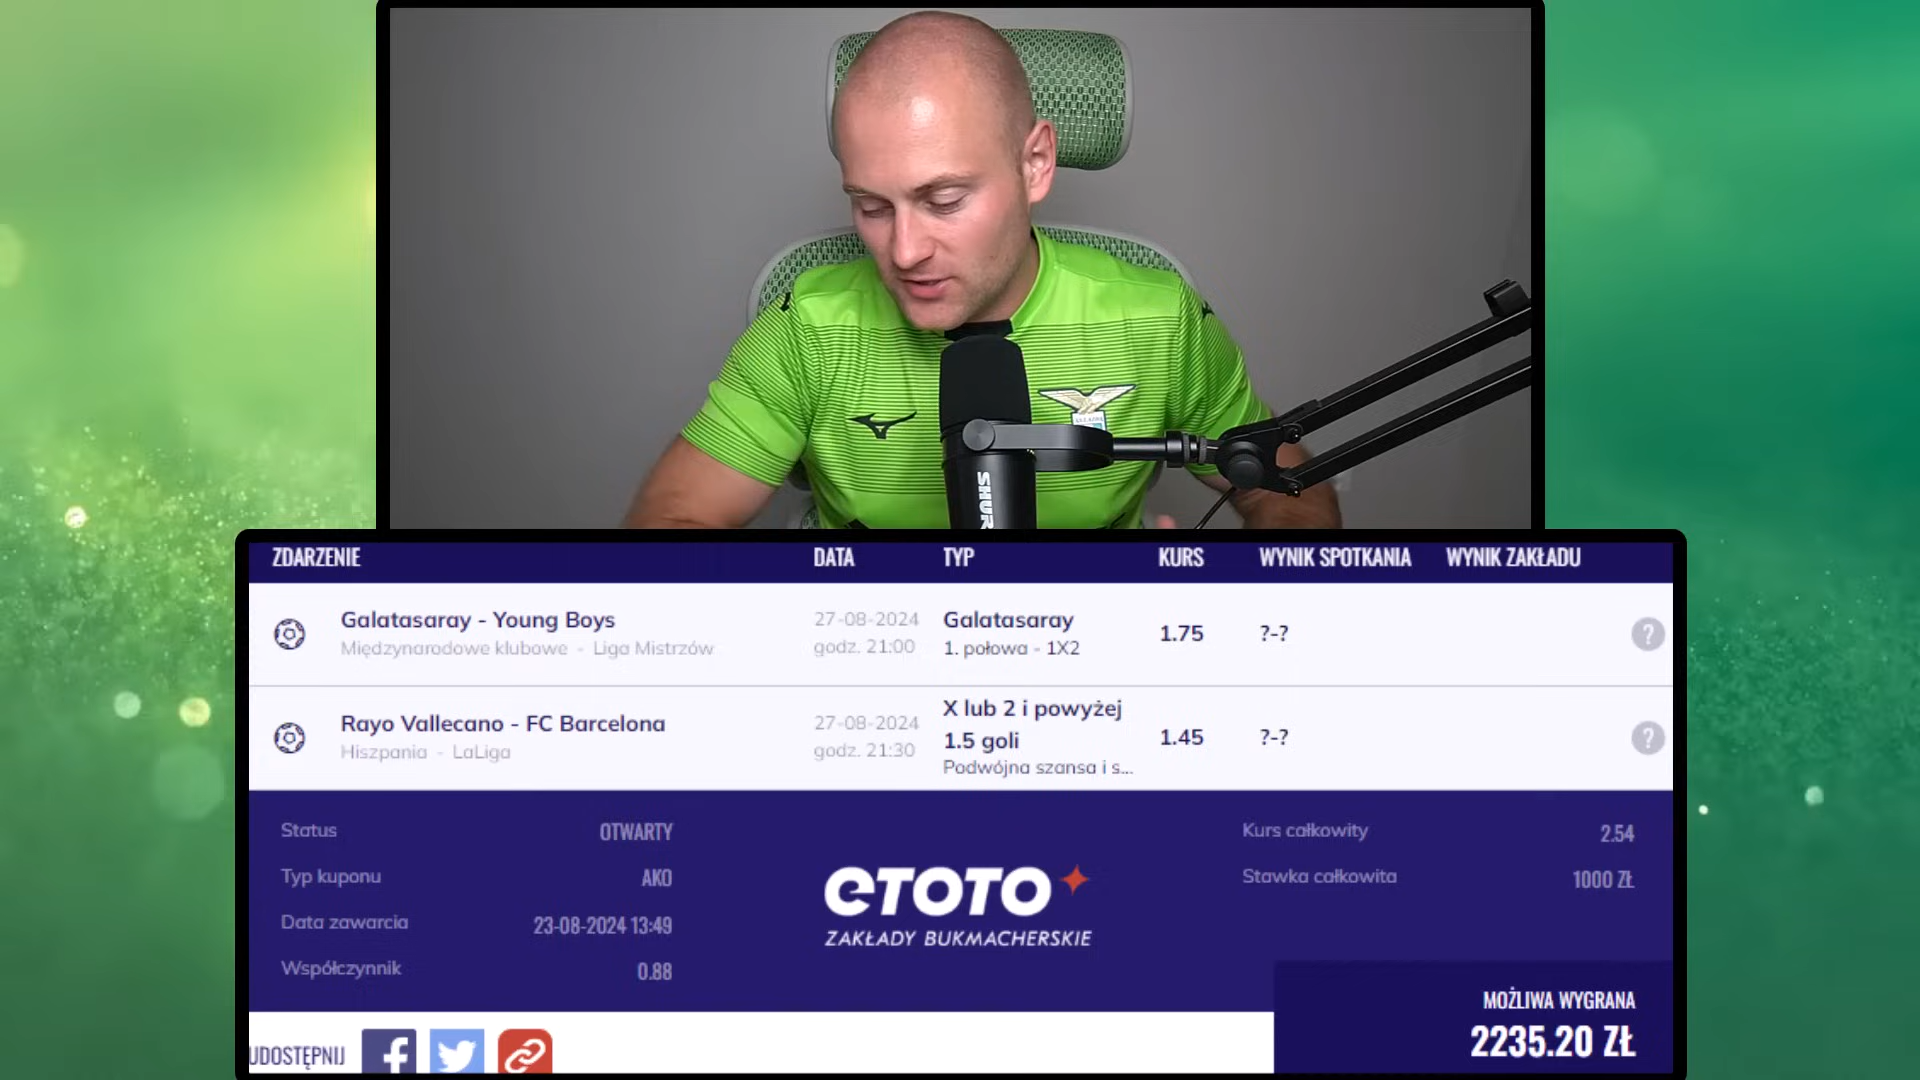 SHUR
ZDARZENIE DATA TYP KURS WYNIK SPOTKANIA WYNIK ZAKŁADU
Galatasaray - Young Boys
Międzynarodowe klubowe - Liga Mistrzów
27-08-2024
godz. 21:00
Galatasaray
1. połowa - 1X2
1.75
?-?
?
Rayo Vallecano - FC Barcelona
Hiszpania - LaLiga
27-08-2024
godz. 21:30
X lub 2 i powyżej
1.5 goli
Podwójna szansa i s...
1.45
?-?
?
Status OTWARTY
Typ kuponu AKO
Data zawarcia 23-08-2024 13:49
Współczynnik 0.88
eTOTO
ZAKŁADY BUKMACHERSKIE
Kurs całkowity 2.54
Stawka całkowita 1000 ZŁ
MOŻLIWA WYGRANA
2235.20 ZŁ
UDOSTĘPNIJ